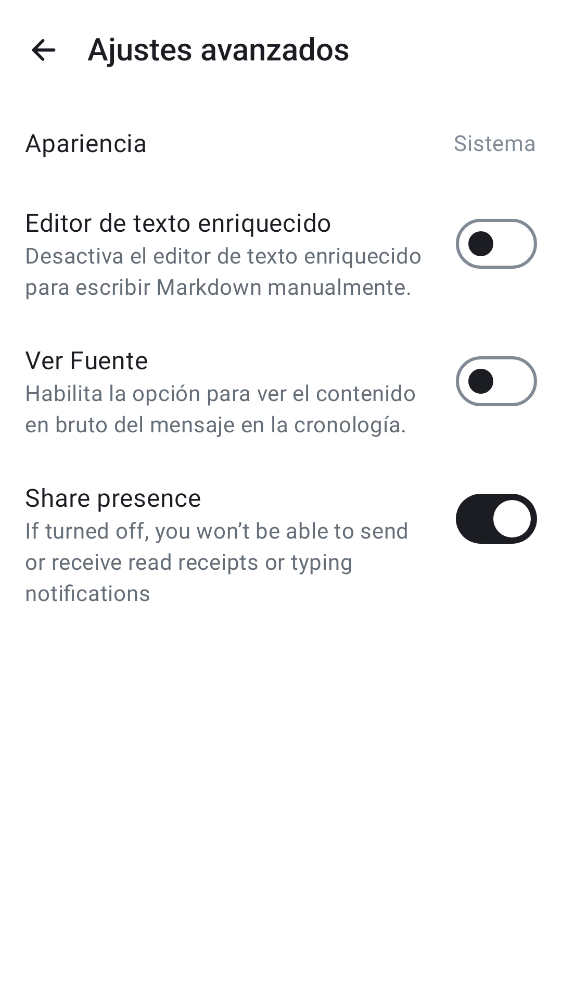 Ajustes avanzados
Apariencia
Sistema
Editor de texto enriquecido
Desactiva el editor de texto enriquecido
para escribir Markdown manualmente.
Ver Fuente
Habilita la opción para ver el contenido
en bruto del mensaje en la cronología.
Share presence
If turned off, you won’t be able to send
or receive read receipts or typing
notifications